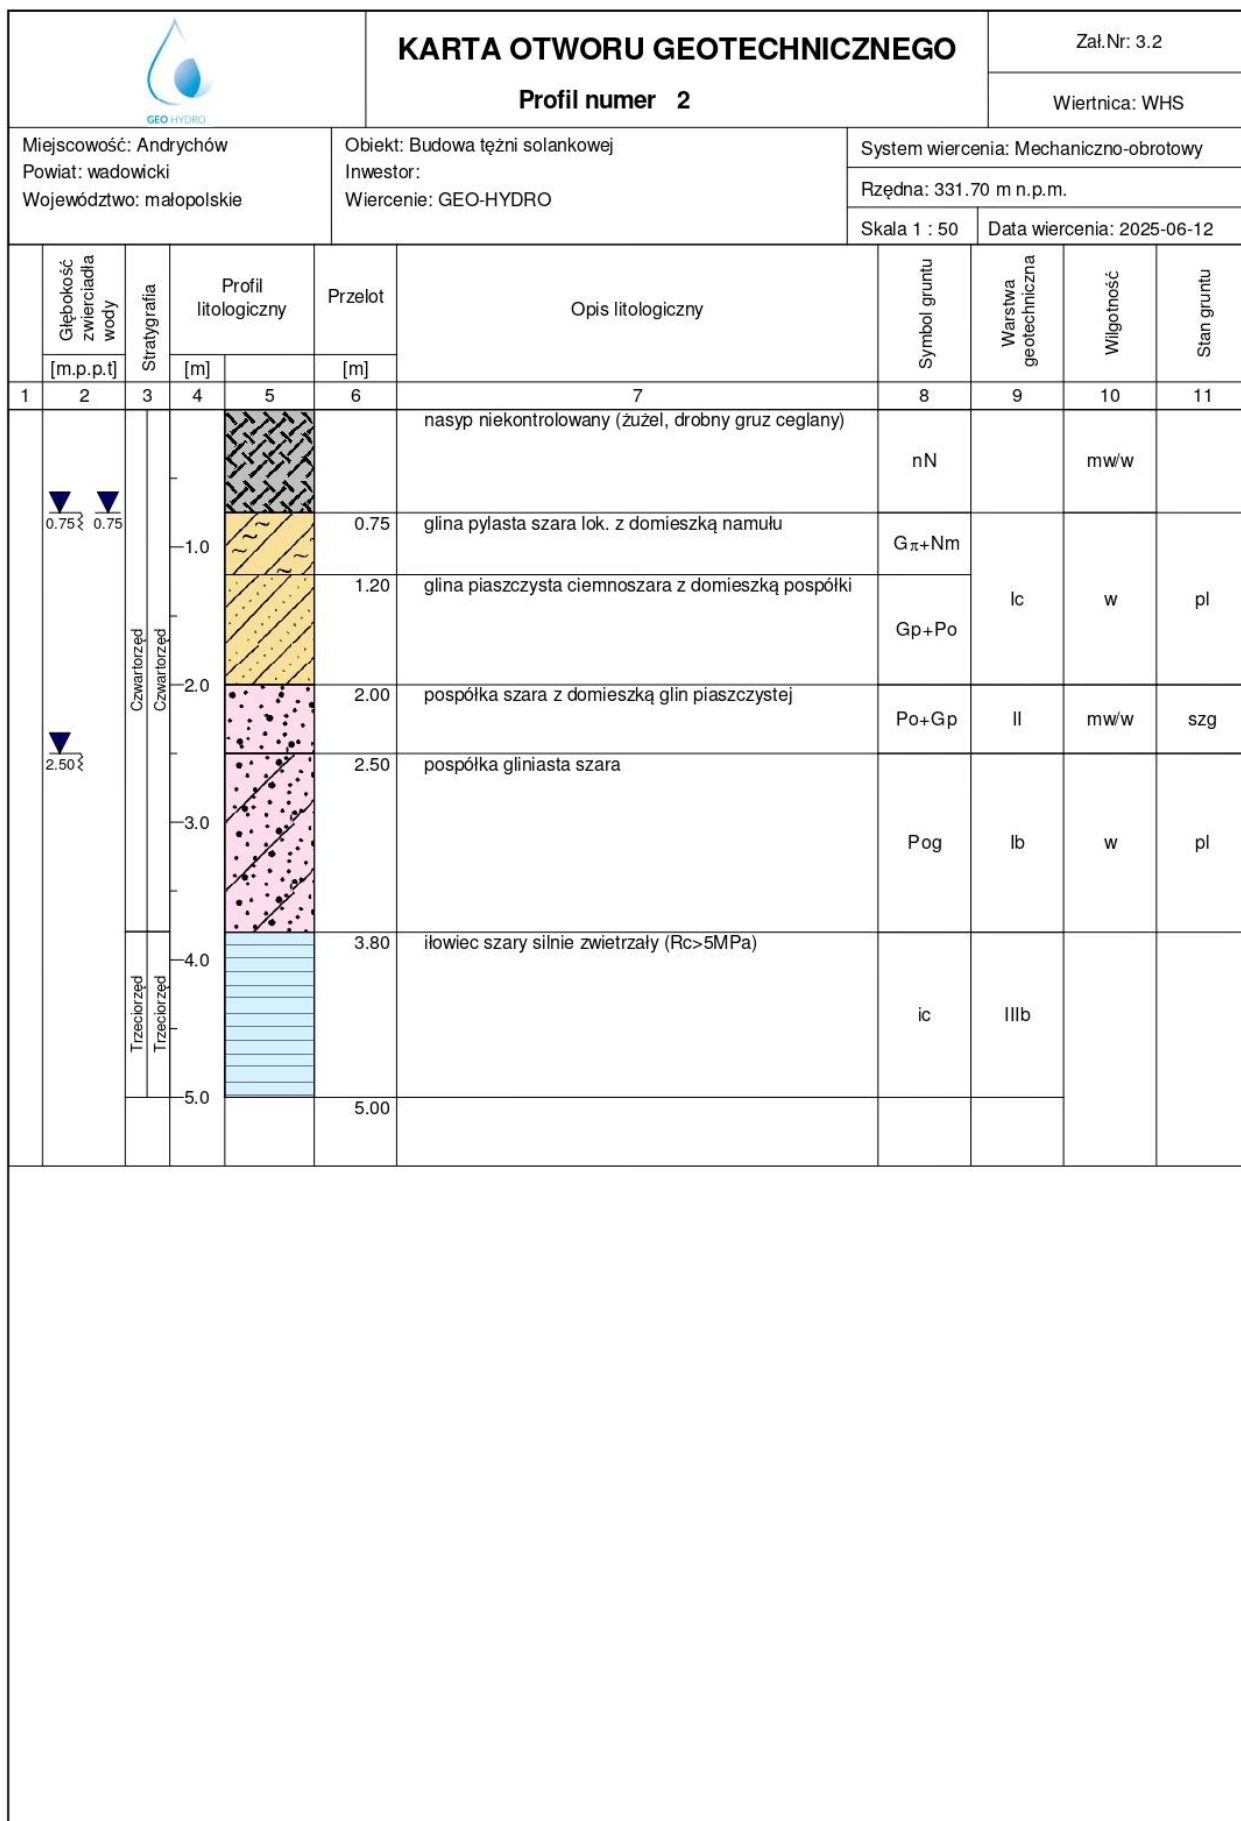 GEO HYDRO
KARTA OTWORU GEOTECHNICZNEGO
Profil numer 2
Zał.Nr: 3.2
Wiertnica: WHS
Miejscowość: Andrychów
Powiat: wadowicki
Województwo: małopolskie
Obiekt: Budowa tężni solankowej
Inwestor:
Wiercenie: GEO-HYDRO
System wiercenia: Mechaniczno-obrotowy
Rzędna: 331.70 m n.p.m.
Skala 1 : 50
Data wiercenia: 2025-06-12
Głębokość
zwierciadła
wody
[m.p.p.t]
Stratygrafia
Profil
litologiczny
[m]
Przelot
[m]
Opis litologiczny
Symbol gruntu
Warstwa
geotechniczna
Wilgotność
Stan gruntu
1 2 3 4 5 6 7 8 9 10 11
nasyp niekontrolowany (żużel, drobny gruz ceglany)
nN
mw/w
0.75 0.75
0.75
glina pylasta szara lok. z domieszką namułu
1.0
Gπ+Nm
1.20
glina piaszczysta ciemnoszara z domieszką pospółki
Gp+Po
Ic
w
pl
Czwartorzęd
Czwartorzęd
2.0
2.00
pospółka szara z domieszką glin piaszczystej
Po+Gp
II
mw/w
szg
2.50
2.50
pospółka gliniasta szara
3.0
Pog
Ib
w
pl
3.80
iłowiec szary silnie zwietrzały (Rc>5MPa)
4.0
Trzeciorzęd
Trzeciorzęd
ic
IIIb
5.0
5.00